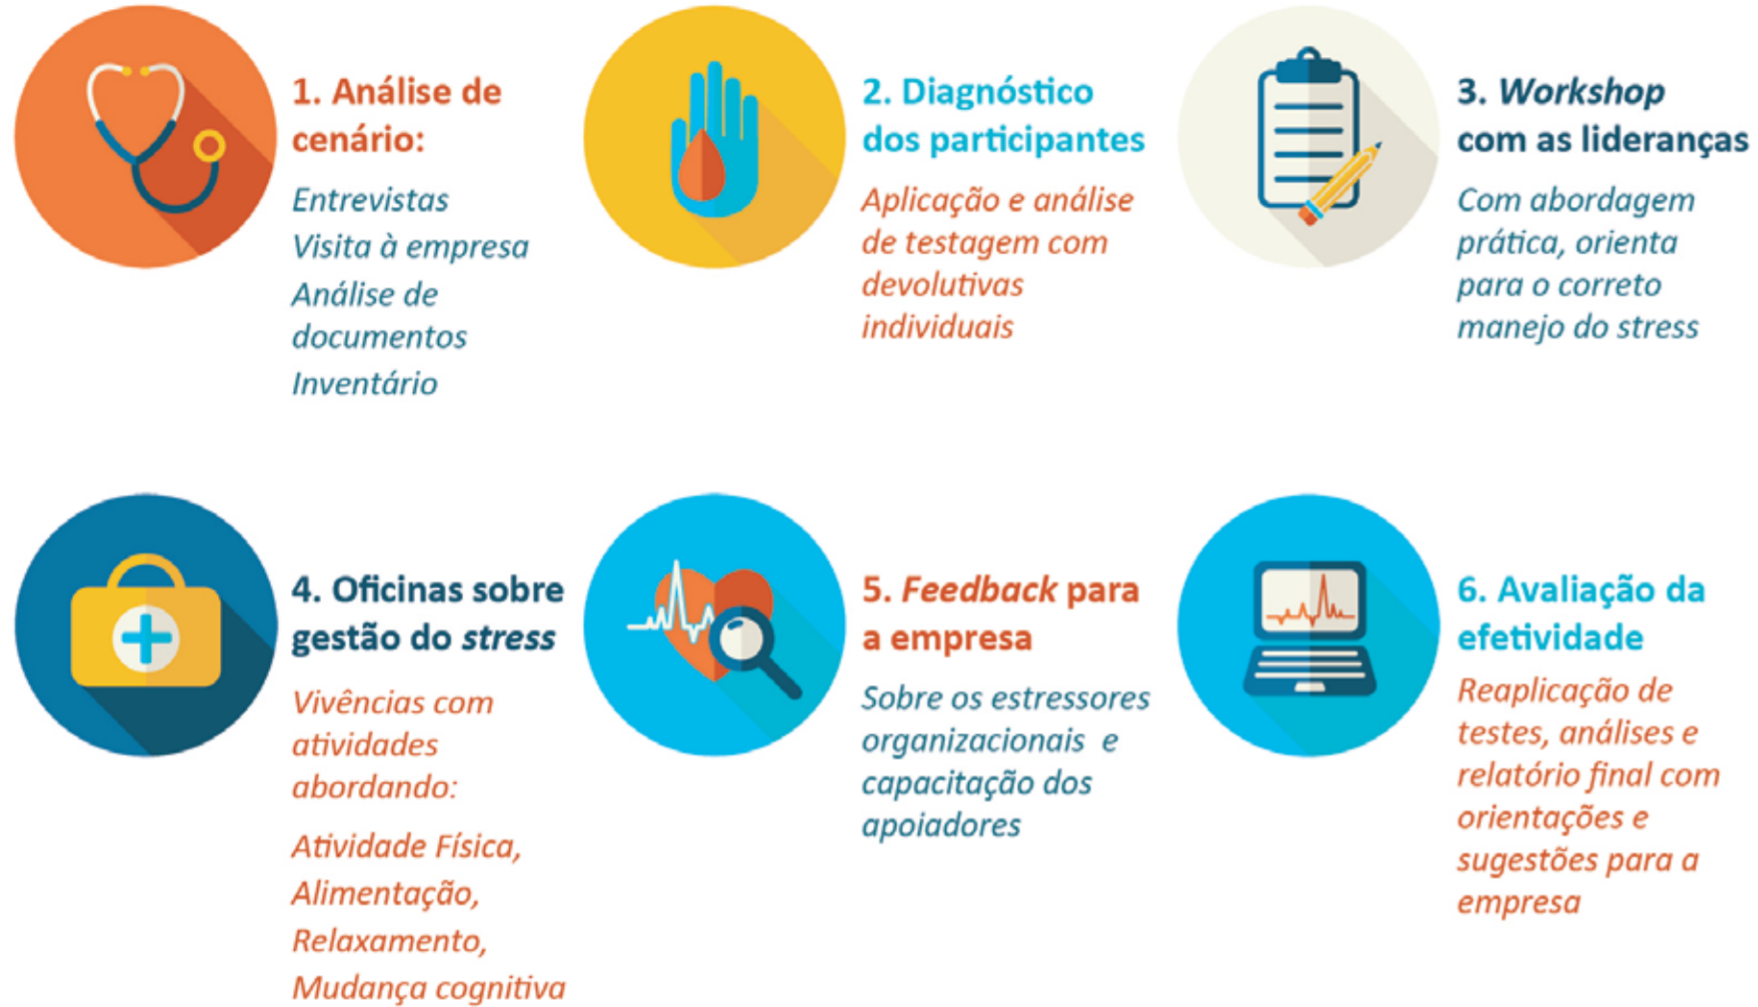 1. Análise de
cenário:
Entrevistas
Visita à empresa
Análise de
documentos
Inventário
2. Diagnóstico
dos participantes
Aplicação e análise
de testagem com
devolutivas
individuais
3. Workshop
com as lideranças
Com abordagem
prática, orienta
para o correto
manejo do stress
4. Oficinas sobre
gestão do stress
Vivências com
atividades
abordando:
Atividade Física,
Alimentação,
Relaxamento,
Mudança cognitiva
5. Feedback para
a empresa
Sobre os estressores
organizacionais e
capacitação dos
apoiadores
6. Avaliação da
efetividade
Reaplicação de
testes, análises e
relatório final com
orientações e
sugestões para a
empresa